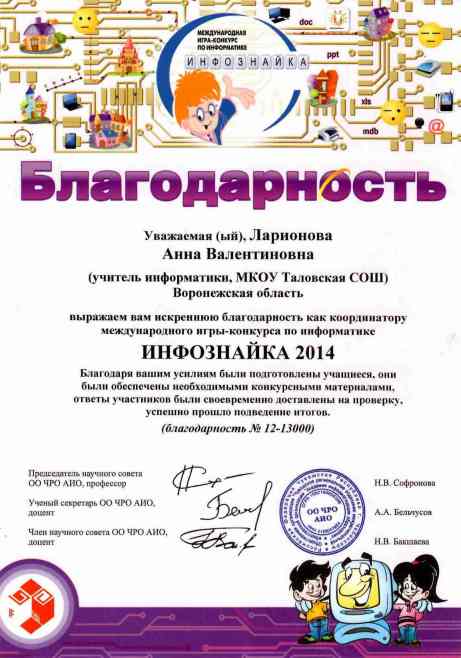 МЕЖДУНАРОДНАЯ
ИГРА-КОНКУРС
ПО ИНФОРМАТИКЕ
ИНФОЗНАЙКА
doc
ppt
xls
mdb
@
Благодарность
Уважаемая (ый), Ларионова
Анна Валентиновна
(учитель информатики, МКОУ Таловская СОШ)
Воронежская область
выражаем вам искреннюю благодарность как координатору
международного игры-конкурса по информатике
ИНФОЗНАЙКА 2014
Благодаря вашим усилиям были подготовлены учащиеся, они
были обеспечены необходимыми конкурсными материалами,
ответы участников были своевременно доставлены на проверку,
успешно прошло подведение итогов.
(благодарность № 12-13000)
Председатель научного совета
ОО ЧРО АИО, профессор
Н.В. Софронова
Ученый секретарь ОО ЧРО АИО,
доцент
А.А. Бельчусов
Член научного совета ОО ЧРО АИО,
доцент
Н.В. Бакшаева
ОО ЧРО
АИО